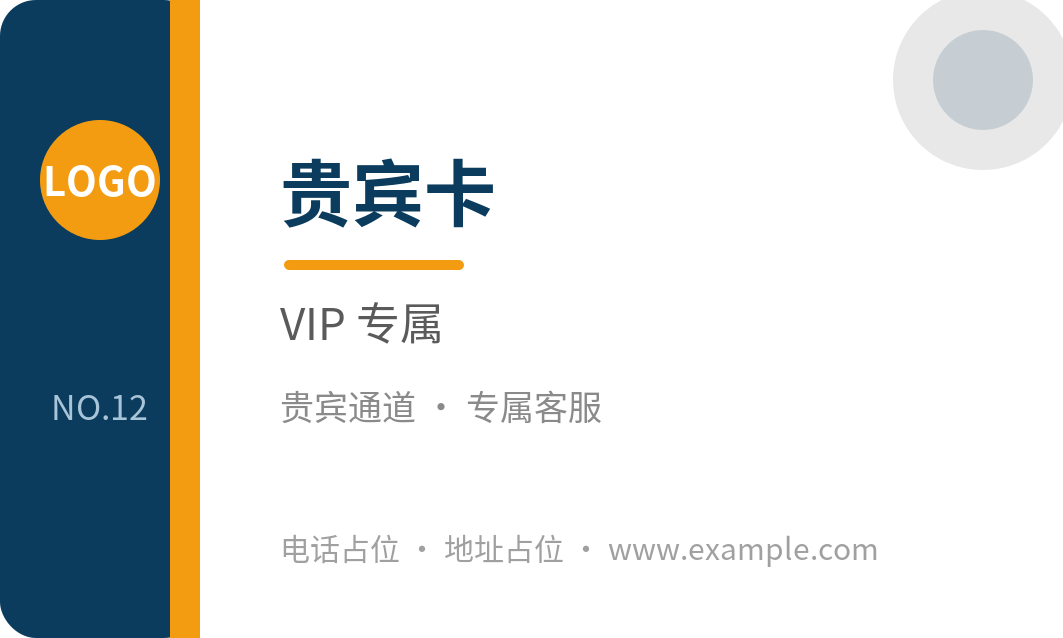 LOGO
NO.12
贵宾卡
VIP 专属
贵宾通道 • 专属客服
电话占位 • 地址占位 • www.example.com